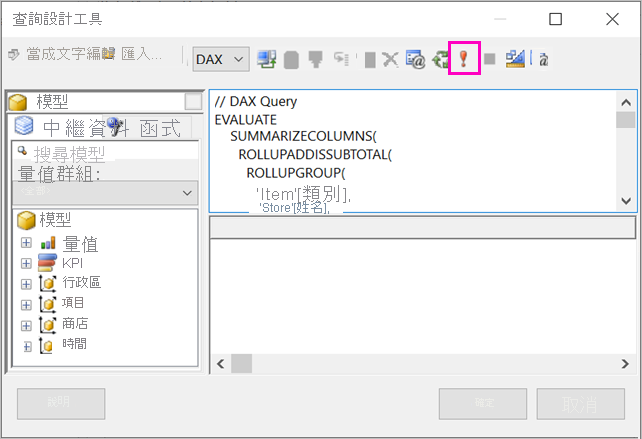 查詢設計工具
當成文字編 匯入...
DAX
模型
中繼資料 函式
搜尋模型
量值群組:
模型
量值
KPI
行政區
項目
商店
時間
// DAX Query
EVALUATE
SUMMARIZECOLUMNS(
ROLLUPADDISSUBTOTAL(
ROLLUPGROUP(
'Item'[類別],
'Store'[姓名],
說明
確定
取消